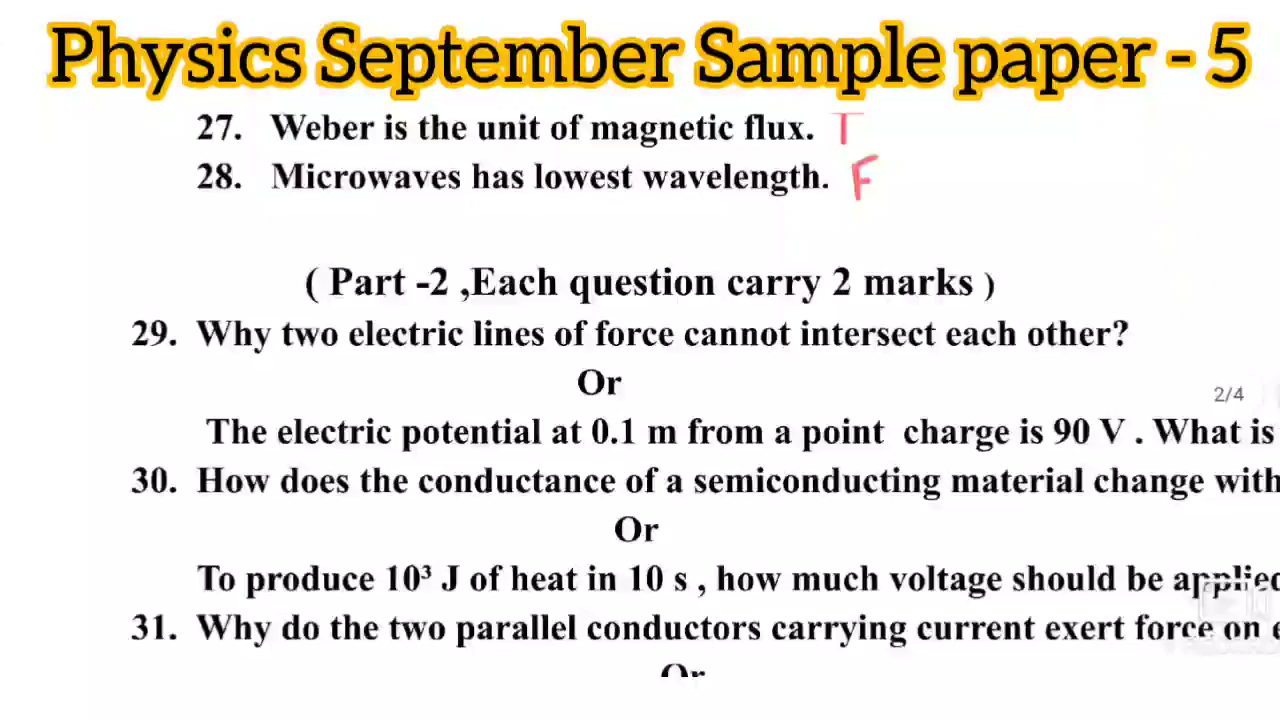 Physics September Sample paper - 5
27. Weber is the unit of magnetic flux. T
28. Microwaves has lowest wavelength. F
( Part -2 ,Each question carry 2 marks )
29. Why two electric lines of force cannot intersect each other?
Or
2/4
The electric potential at 0.1 m from a point charge is 90 V . What is
30. How does the conductance of a semiconducting material change with
Or
To produce 10³ J of heat in 10 s , how much voltage should be applied
31. Why do the two parallel conductors carrying current exert force on
Or